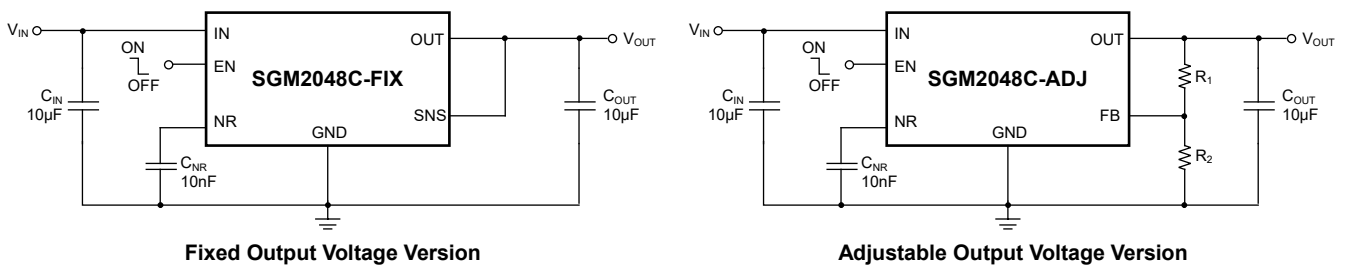 V_IN
IN
OUT
V_OUT
ON
OFF
EN
SGM2048C-FIX
C_IN
10µF
C_OUT
10µF
NR
SNS
GND
C_NR
10nF
Fixed Output Voltage Version
V_IN
IN
OUT
V_OUT
ON
OFF
EN
SGM2048C-ADJ
R_1
C_IN
10µF
C_OUT
10µF
NR
FB
GND
R_2
C_NR
10nF
Adjustable Output Voltage Version